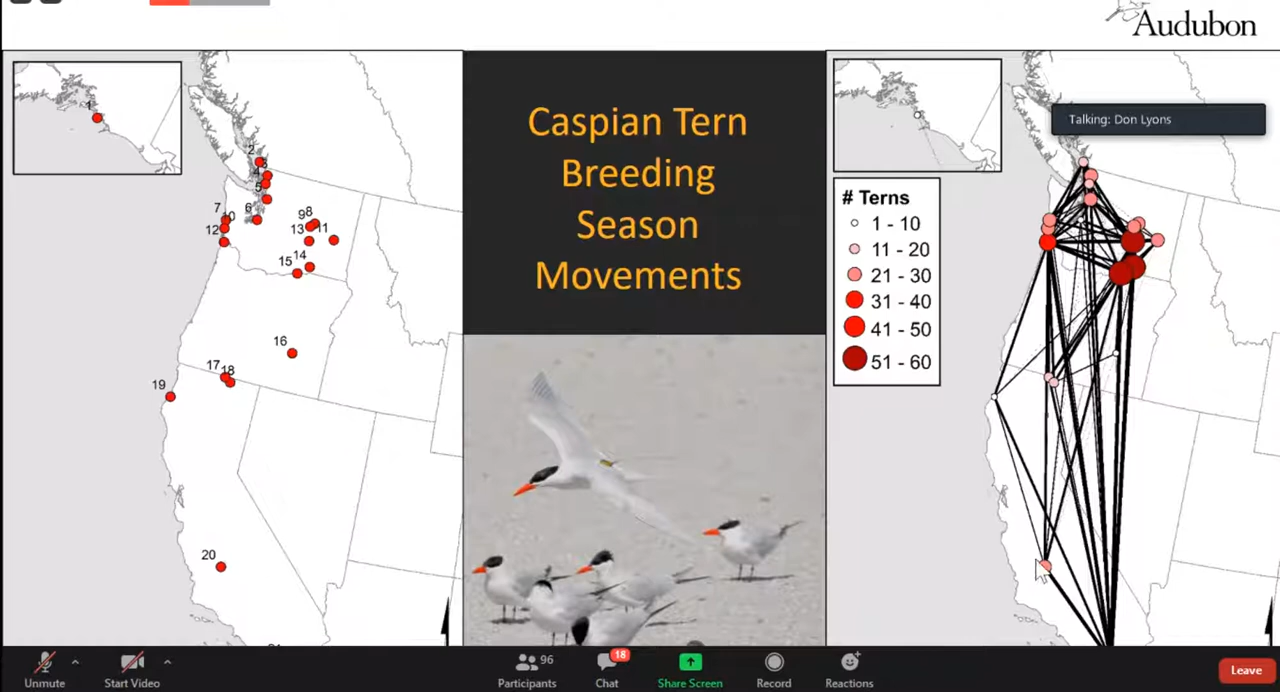 Audubon
1
2
3
4
5
6
7
10
12
9
8
13
11
15
14
16
17
18
19
20
Caspian Tern
Breeding
Season
Movements
Talking: Don Lyons
# Terns
1 - 10
11 - 20
21 - 30
31 - 40
41 - 50
51 - 60
Unmute
Start Video
96
Participants
18
Chat
Share Screen
Record
Reactions
Leave